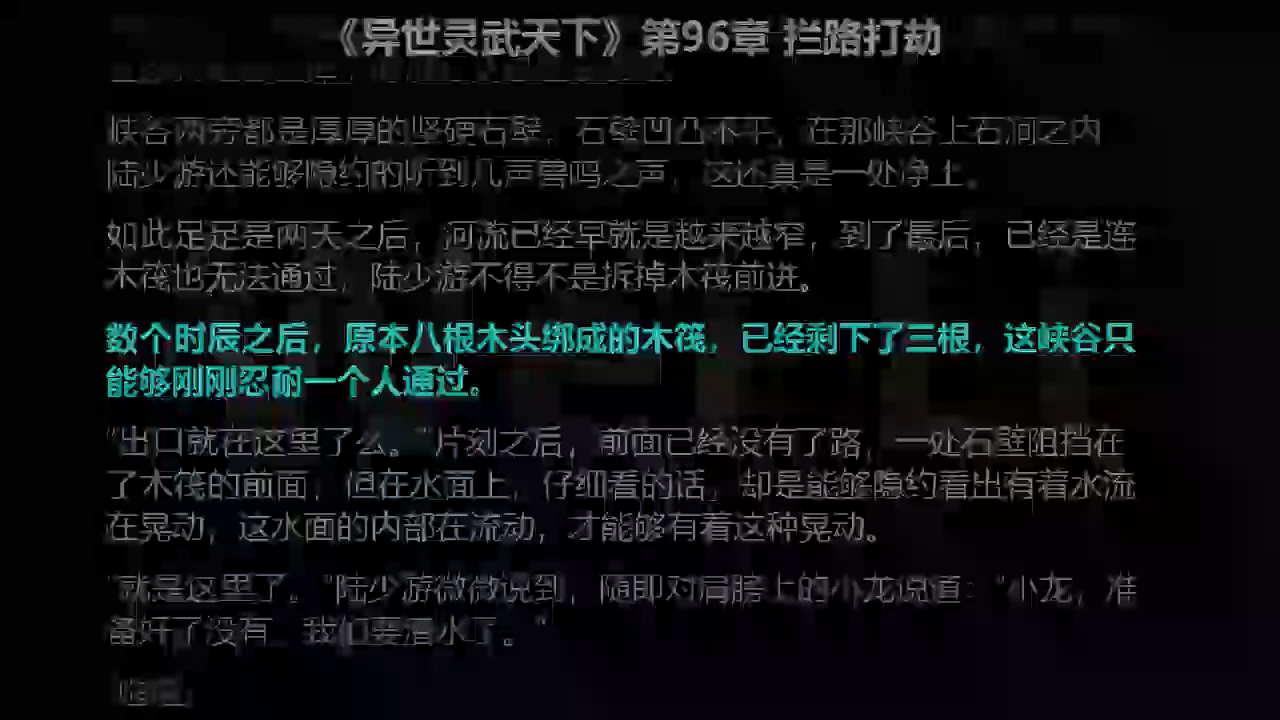 《异世灵武天下》第96章 拦路打劫
峡谷两旁都是厚厚的坚硬石壁，石壁凹凸不平，在那峡谷上石涧之内
陆少游还能够隐约的听到几声兽鸣之声，这还真是一处净土。
如此足足是两天之后，河流已经早就是越来越窄，到了最后，已经是连
木筏也无法通过，陆少游不得不是拆掉木筏前进。
数个时辰之后，原本八根木头绑成的木筏，已经剩下了三根，这峡谷只
能够刚刚忍耐一个人通过。
“出口就在这里了么。”片刻之后，前面已经没有了路，一处石壁阻挡在
了木筏的前面，但在水面上，仔细看的话，却是能够隐约看出有着水流
在晃动，这水面的内部在流动，才能够有着这种晃动。
“就是这里了。”陆少游微微说到，随即对肩膀上的小龙说道：“小龙，准
备好了没有，我们要潜水了。”